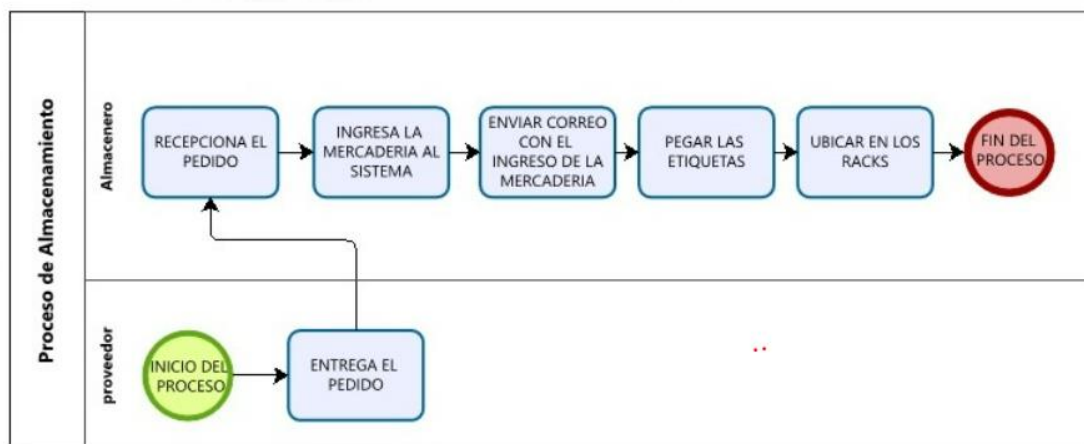 Proceso de Almacenamiento
Almacenero
RECEPCIONA EL
PEDIDO
INGRESA LA
MERCADERIA AL
SISTEMA
ENVIAR CORREO
CON EL
INGRESO DE LA
MERCADERIA
PEGAR LAS
ETIQUETAS
UBICAR EN LOS
RACKS
FIN DEL
PROCESO
proveedor
INICIO DEL
PROCESO
ENTREGA EL
PEDIDO